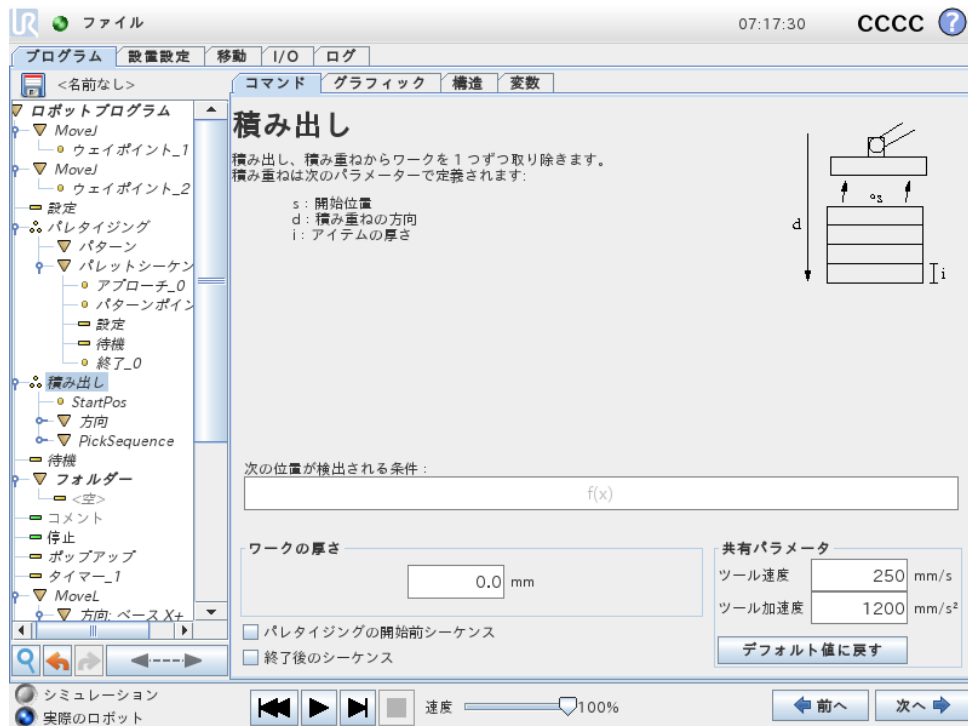 UR ファイル 07:17:30 CCCC ?
プログラム 設置設定 移動 I/O ログ
<名前なし>
コマンド グラフィック 構造 変数
ロボットプログラム
MoveJ
ウェイポイント_1
MoveJ
ウェイポイント_2
設定
パレタイジング
パターン
パレットシーケン
アプローチ_0
パターンポイン
設定
待機
終了_0
積み出し
StartPos
方向
PickSequence
待機
フォルダー
<空>
コメント
停止
ポップアップ
タイマー_1
MoveL
方向: ベース X+
積み出し
積み出し、積み重ねからワークを1つずつ取り除きます。
積み重ねは次のパラメーターで定義されます:
s : 開始位置
d : 積み重ねの方向
i : アイテムの厚さ
s
d
i
次の位置が検出される条件 :
f(x)
ワークの厚さ
0.0 mm
共有パラメータ
ツール速度 250 mm/s
ツール加速度 1200 mm/s²
デフォルト値に戻す
パレタイジングの開始前シーケンス
終了後のシーケンス
シミュレーション
実際のロボット
速度 100%
前へ 次へ